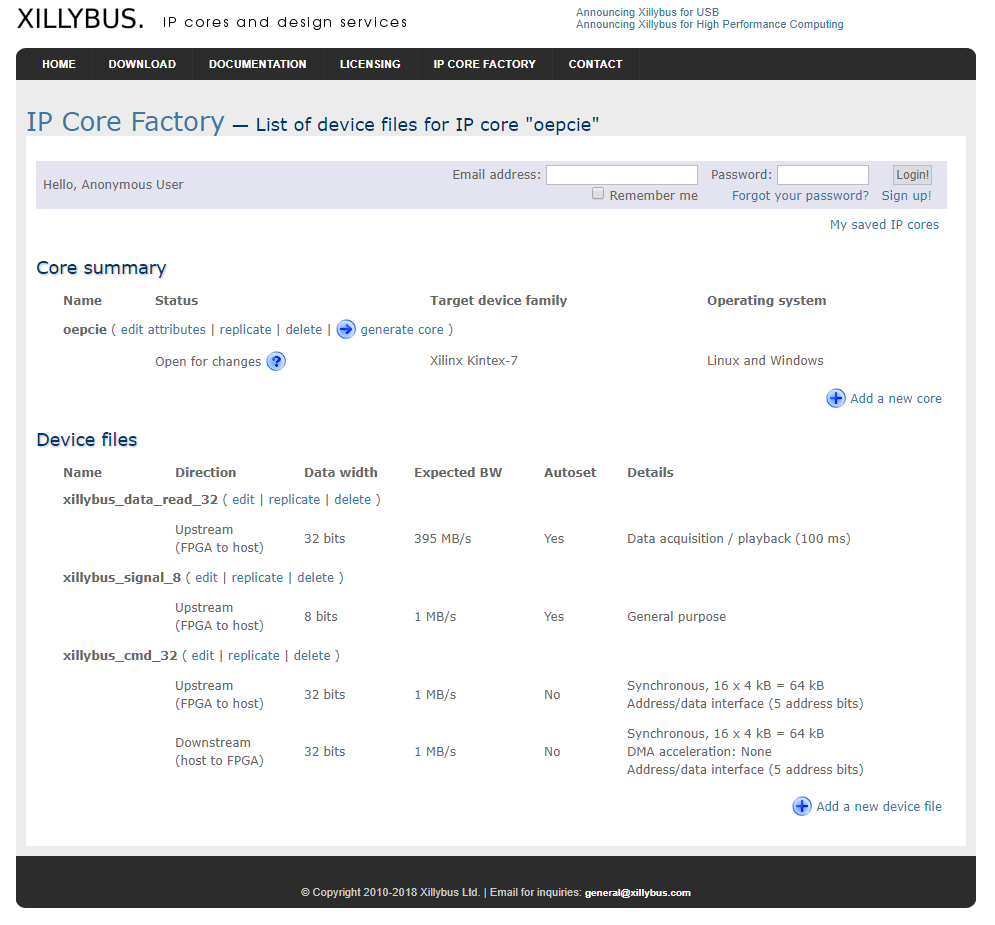 XILLYBUS. IP cores and design services
Announcing Xillybus for USB
Announcing Xillybus for High Performance Computing
HOME DOWNLOAD DOCUMENTATION LICENSING IP CORE FACTORY CONTACT
IP Core Factory — List of device files for IP core "oepcie"
Hello, Anonymous User
Email address: Password: Login!
Remember me Forgot your password? Sign up!
My saved IP cores
Core summary
Name Status Target device family Operating system
oepcie ( edit attributes | replicate | delete | generate core )
Open for changes ? Xilinx Kintex-7 Linux and Windows
Add a new core
Device files
Name Direction Data width Expected BW Autoset Details
xillybus_data_read_32 ( edit | replicate | delete )
Upstream
(FPGA to host) 32 bits 395 MB/s Yes Data acquisition / playback (100 ms)
xillybus_signal_8 ( edit | replicate | delete )
Upstream
(FPGA to host) 8 bits 1 MB/s Yes General purpose
xillybus_cmd_32 ( edit | replicate | delete )
Upstream
(FPGA to host) 32 bits 1 MB/s No Synchronous, 16 x 4 kB = 64 kB
Address/data interface (5 address bits)
Downstream
(host to FPGA) 32 bits 1 MB/s No Synchronous, 16 x 4 kB = 64 kB
DMA acceleration: None
Address/data interface (5 address bits)
Add a new device file
© Copyright 2010-2018 Xillybus Ltd. | Email for inquiries: general@xillybus.com